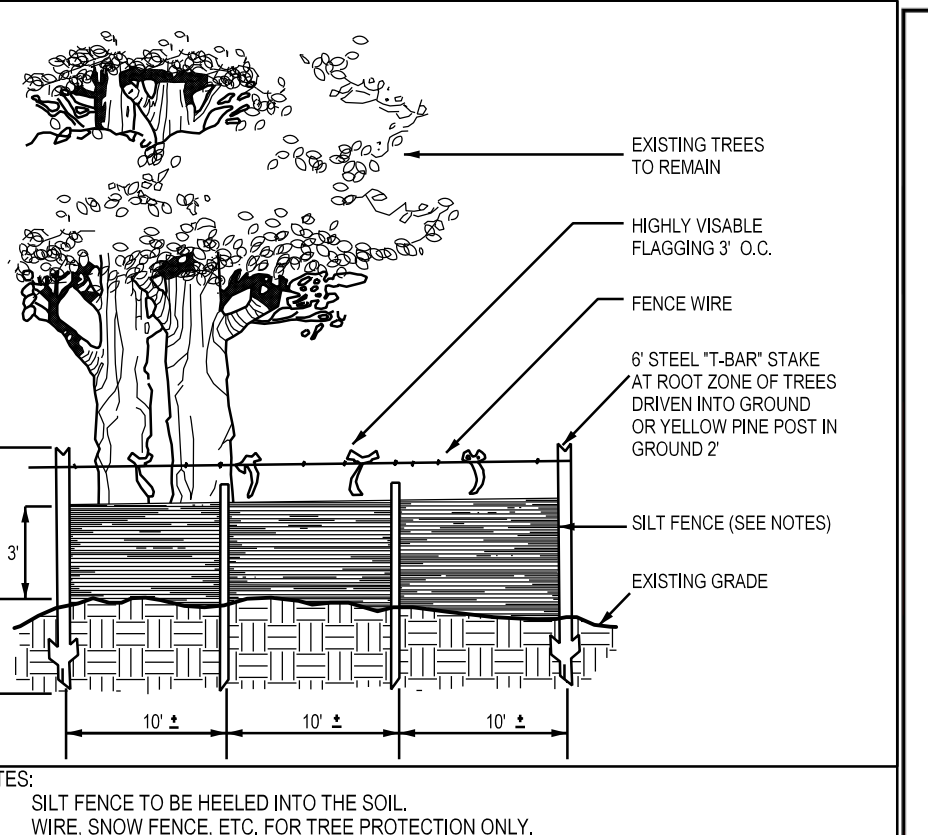 EXISTING TREES
TO REMAIN
HIGHLY VISABLE
FLAGGING 3' O.C.
FENCE WIRE
6' STEEL "T-BAR" STAKE
AT ROOT ZONE OF TREES
DRIVEN INTO GROUND
OR YELLOW PINE POST IN
GROUND 2'
SILT FENCE (SEE NOTES)
3'
EXISTING GRADE
10' ± 10' ± 10' ±
TES:
SILT FENCE TO BE HEELED INTO THE SOIL.
WIRE, SNOW FENCE, ETC. FOR TREE PROTECTION ONLY.